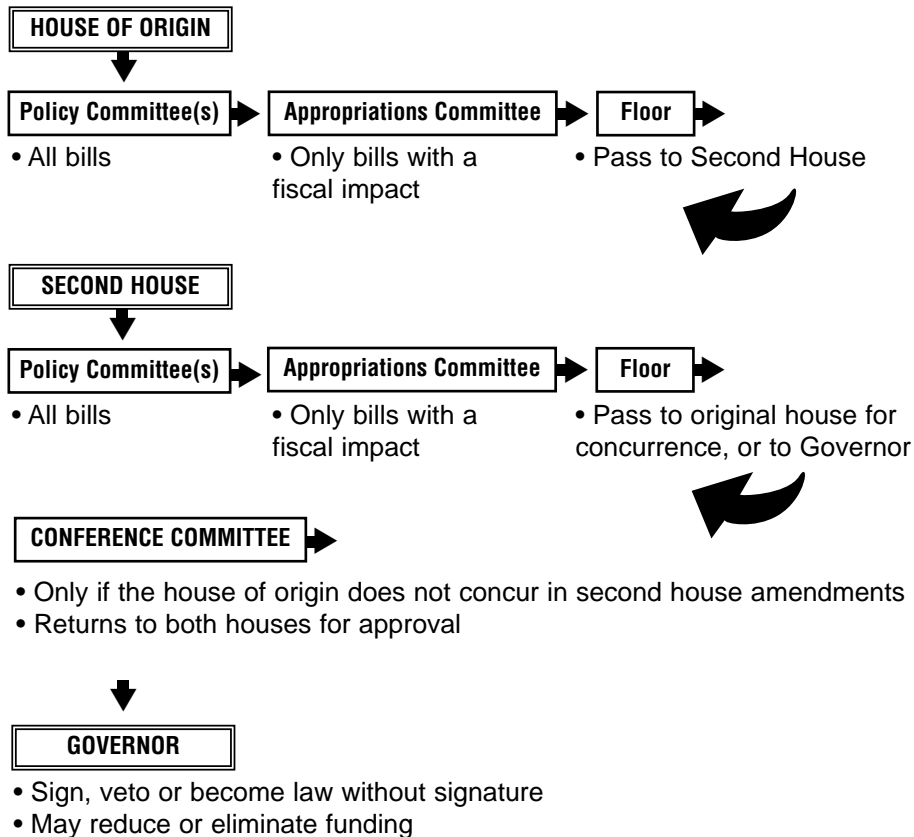 HOUSE OF ORIGIN
Policy Committee(s)
Appropriations Committee
Floor
• All bills
• Only bills with a
fiscal impact
• Pass to Second House
SECOND HOUSE
Policy Committee(s)
Appropriations Committee
Floor
• All bills
• Only bills with a
fiscal impact
• Pass to original house for
concurrence, or to Governor
CONFERENCE COMMITTEE
• Only if the house of origin does not concur in second house amendments
• Returns to both houses for approval
GOVERNOR
• Sign, veto or become law without signature
• May reduce or eliminate funding